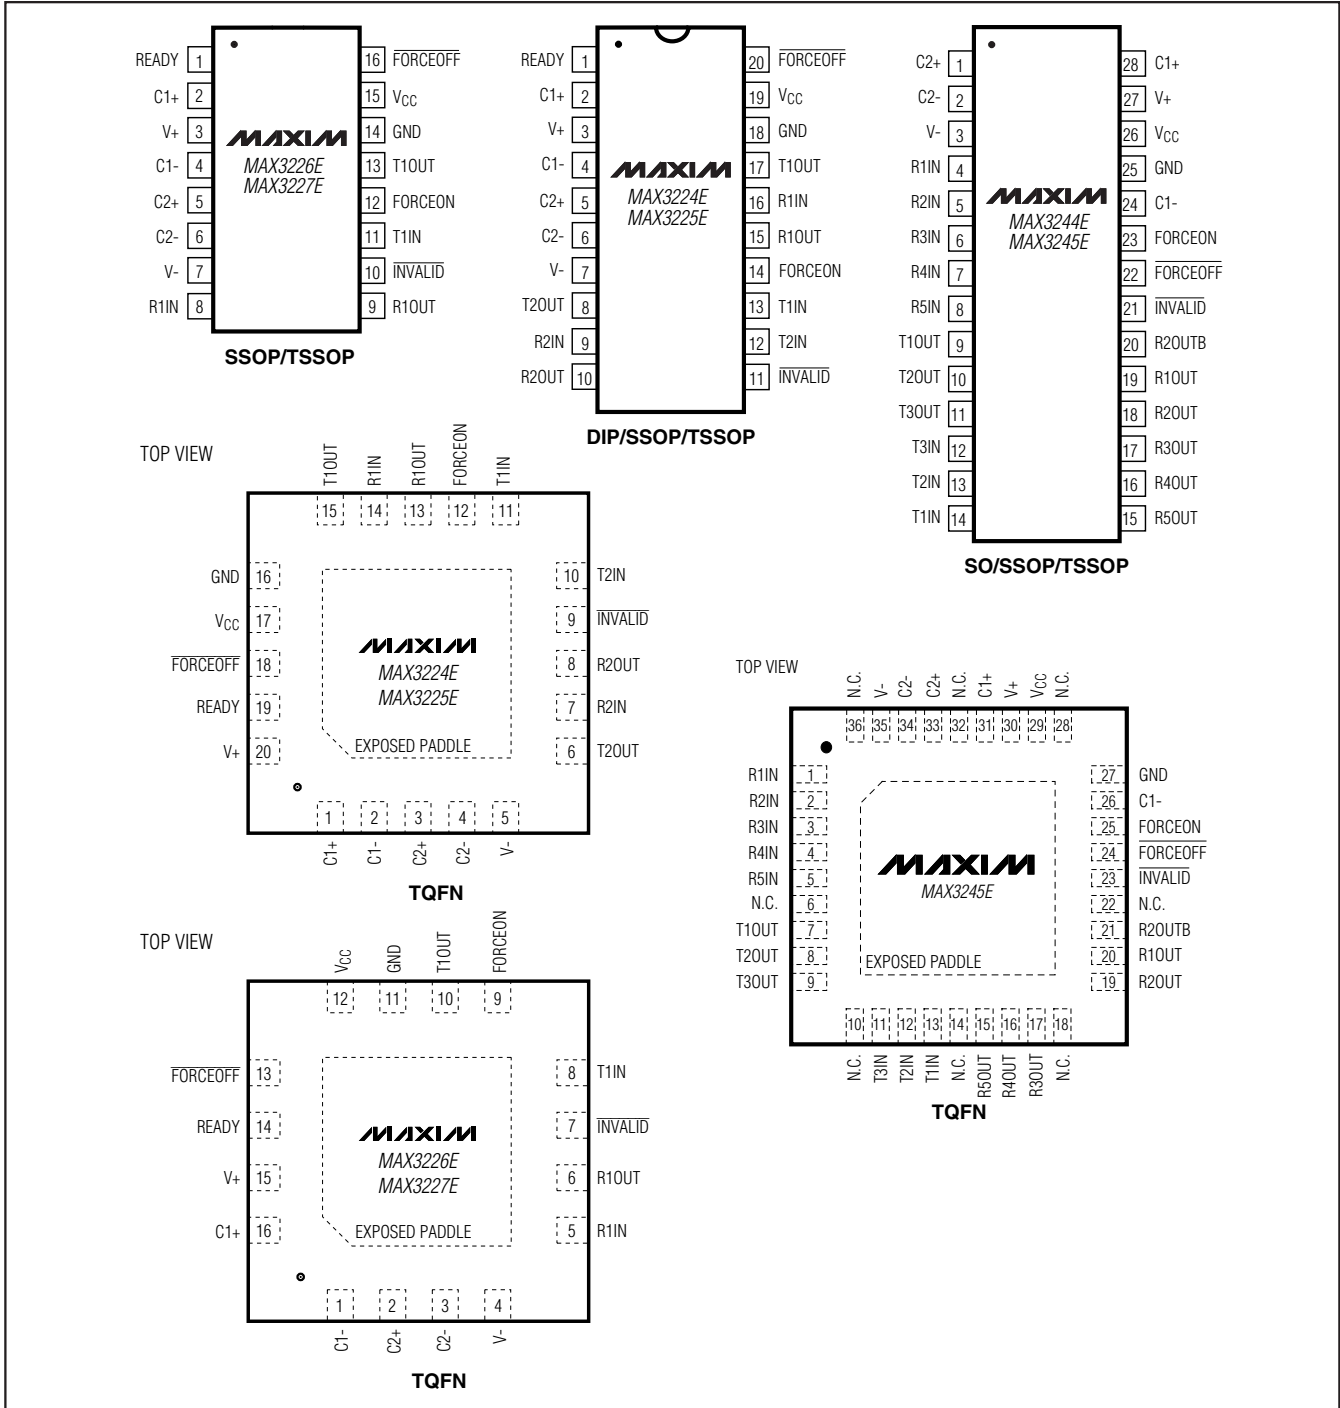 READY 1
C1+ 2
V+ 3
C1- 4
C2+ 5
C2- 6
V- 7
R1IN 8
MAXIM
MAX3226E
MAX3227E
16 FORCEOFF
15 VCC
14 GND
13 T1OUT
12 FORCEON
11 T1IN
10 INVALID
9 R1OUT
SSOP/TSSOP
READY 1
C1+ 2
V+ 3
C1- 4
C2+ 5
C2- 6
V- 7
T2OUT 8
R2IN 9
R2OUT 10
MAXIM
MAX3224E
MAX3225E
20 FORCEOFF
19 VCC
18 GND
17 T1OUT
16 R1IN
15 R1OUT
14 FORCEON
13 T1IN
12 T2IN
11 INVALID
DIP/SSOP/TSSOP
C2+ 1
C2- 2
V- 3
R1IN 4
R2IN 5
R3IN 6
R4IN 7
R5IN 8
T1OUT 9
T2OUT 10
T3OUT 11
T3IN 12
T2IN 13
T1IN 14
MAXIM
MAX3244E
MAX3245E
28 C1+
27 V+
26 VCC
25 GND
24 C1-
23 FORCEON
22 FORCEOFF
21 INVALID
20 R2OUTB
19 R1OUT
18 R2OUT
17 R3OUT
16 R4OUT
15 R5OUT
SO/SSOP/TSSOP
TOP VIEW
T1OUT R1IN R1OUT FORCEON T1IN
15 14 13 12 11
GND 16
VCC 17
FORCEOFF 18
READY 19
V+ 20
MAXIM
MAX3224E
MAX3225E
EXPOSED PADDLE
10 T2IN
9 INVALID
8 R2OUT
7 R2IN
6 T2OUT
1 2 3 4 5
C1+ C1- C2+ C2- V-
TQFN
TOP VIEW
N.C. V- C2- C2+ N.C. C1+ V+ VCC N.C.
36 35 34 33 32 31 30 29 28
R1IN 1
R2IN 2
R3IN 3
R4IN 4
R5IN 5
N.C. 6
T1OUT 7
T2OUT 8
T3OUT 9
MAXIM
MAX3245E
EXPOSED PADDLE
27 GND
26 C1-
25 FORCEON
24 FORCEOFF
23 INVALID
22 N.C.
21 R2OUTB
20 R1OUT
19 R2OUT
10 11 12 13 14 15 16 17 18
N.C. T3IN T2IN T1IN N.C. R5OUT R4OUT R3OUT N.C.
TQFN
TOP VIEW
VCC GND T1OUT FORCEON
12 11 10 9
FORCEOFF 13
READY 14
V+ 15
C1+ 16
MAXIM
MAX3226E
MAX3227E
EXPOSED PADDLE
8 T1IN
7 INVALID
6 R1OUT
5 R1IN
1 2 3 4
C1- C2+ C2- V-
TQFN